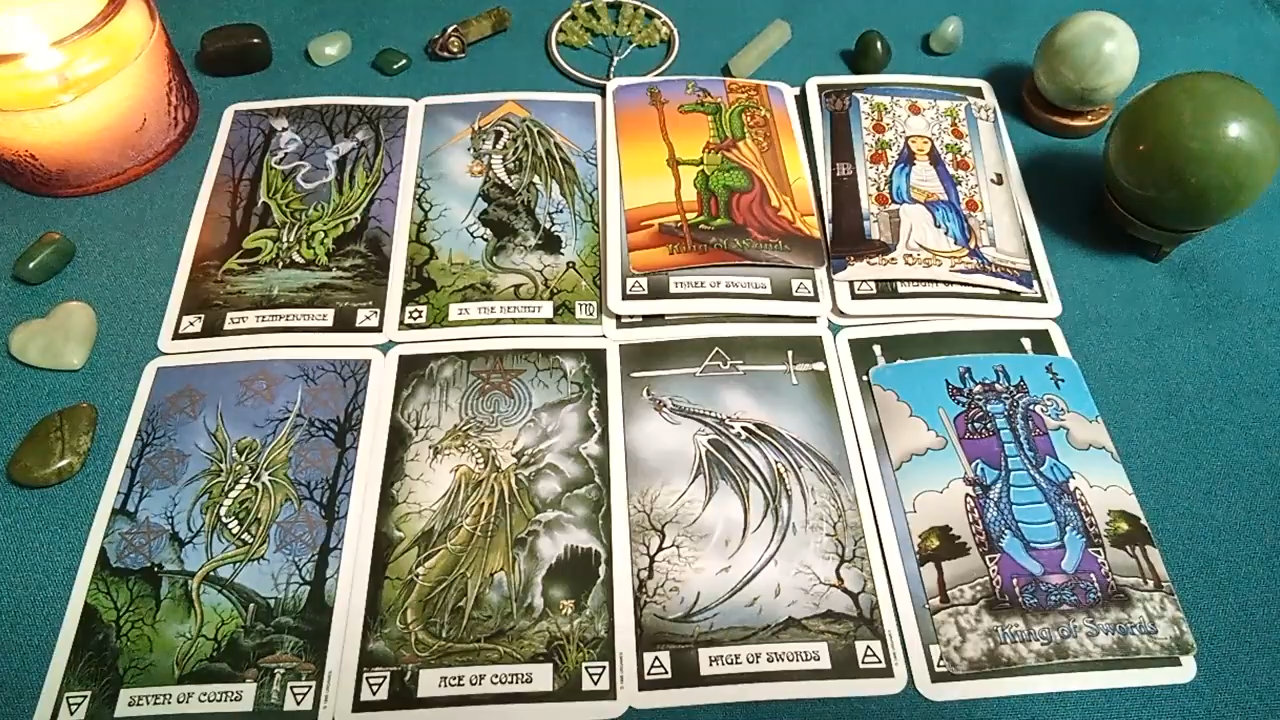 XIV TEMPERANCE
IX THE HERMIT
King of Wands
THREE OF SWORDS
B
J
2 The High Priestess
SEVEN OF COINS
ACE OF COINS
PAGE OF SWORDS
King of Swords